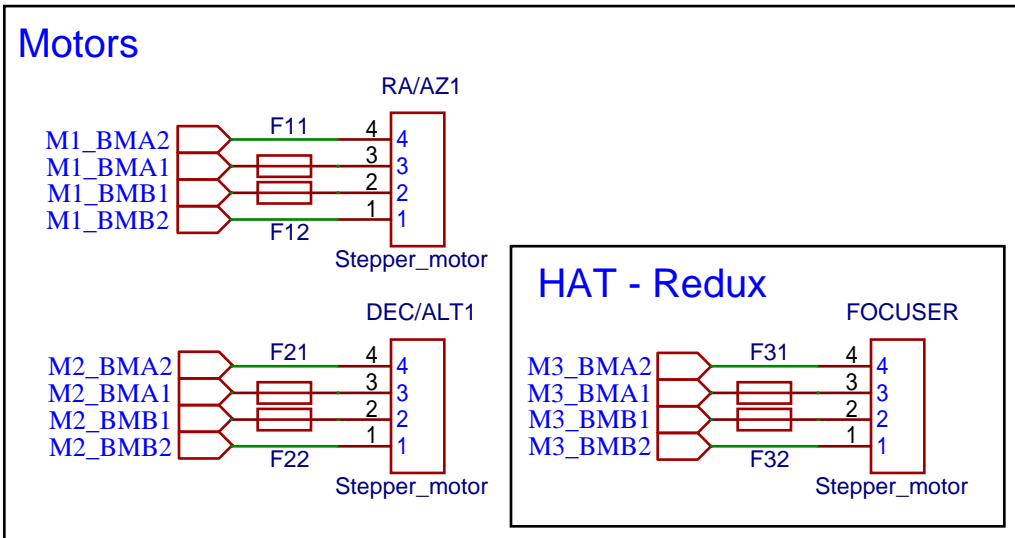 Motors
RA/AZ1
F11
M1_BMA2 4 4
M1_BMA1 3 3
M1_BMB1 2 2
M1_BMB2 1 1
F12
Stepper_motor
DEC/ALT1
F21
M2_BMA2 4 4
M2_BMA1 3 3
M2_BMB1 2 2
M2_BMB2 1 1
F22
Stepper_motor
HAT - Redux
FOCUSER
F31
M3_BMA2 4 4
M3_BMA1 3 3
M3_BMB1 2 2
M3_BMB2 1 1
F32
Stepper_motor